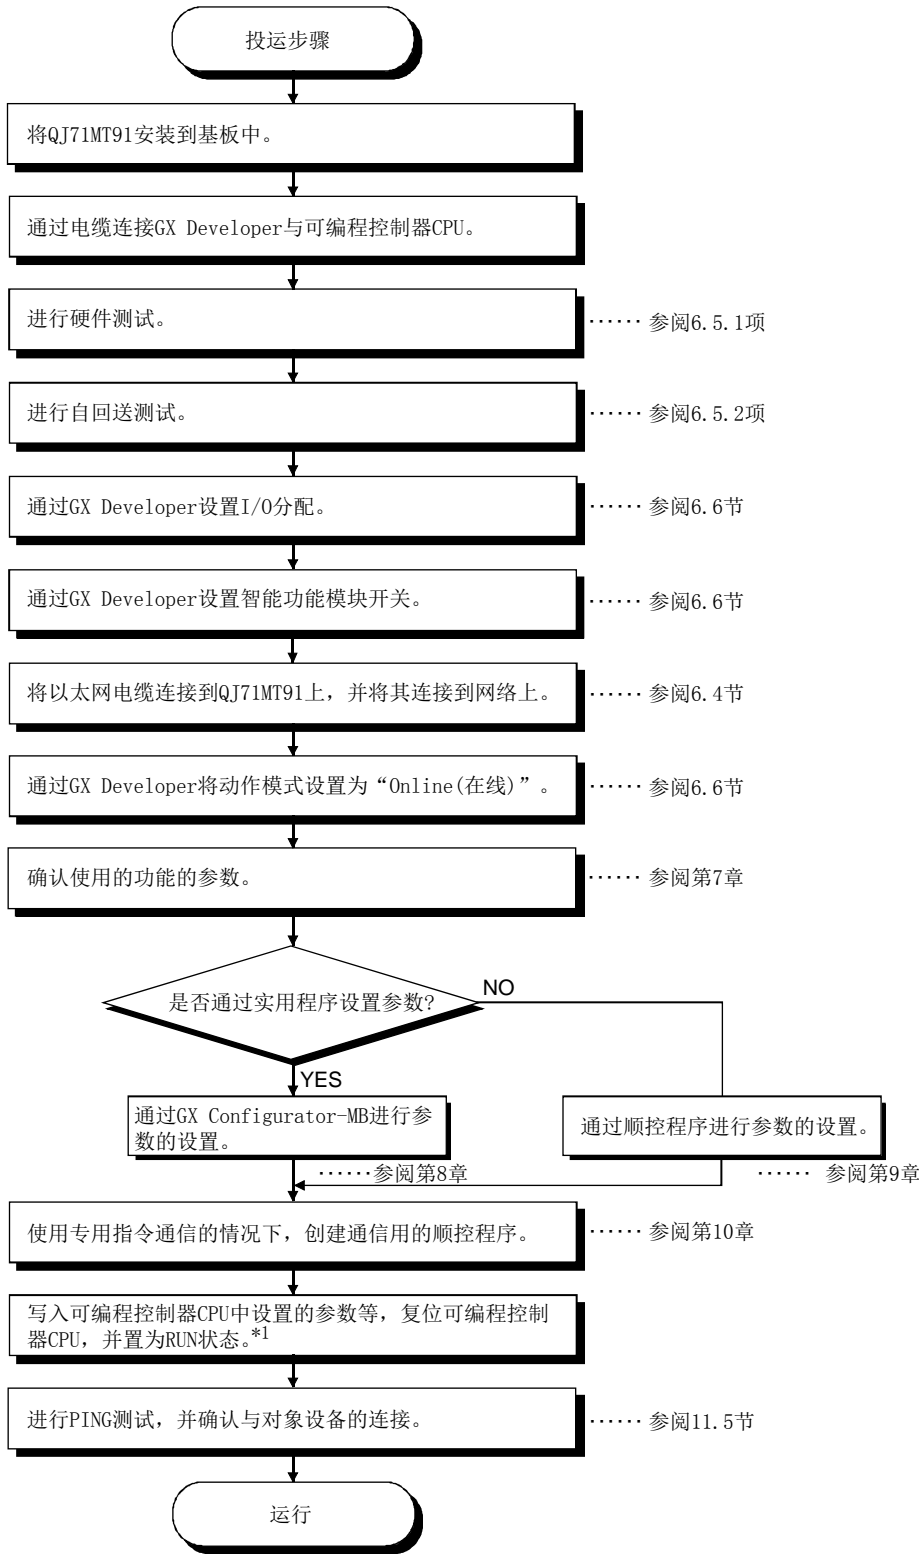 投运步骤
将QJ71MT91安装到基板中。
通过电缆连接GX Developer与可编程控制器CPU。
进行硬件测试。
······ 参阅6.5.1项
进行自回送测试。
······ 参阅6.5.2项
通过GX Developer设置I/O分配。
······ 参阅6.6节
通过GX Developer设置智能功能模块开关。
······ 参阅6.6节
将以太网电缆连接到QJ71MT91上，并将其连接到网络上。
······ 参阅6.4节
通过GX Developer将动作模式设置为“Online(在线)”。
······ 参阅6.6节
确认使用的功能的参数。
······ 参阅第7章
是否通过实用程序设置参数?
NO
YES
通过GX Configurator-MB进行参
数的设置。
······参阅第8章
通过顺控程序进行参数的设置。
······ 参阅第9章
使用专用指令通信的情况下，创建通信用的顺控程序。
······ 参阅第10章
写入可编程控制器CPU中设置的参数等，复位可编程控制
器CPU，并置为RUN状态。*1
进行PING测试，并确认与对象设备的连接。
······ 参阅11.5节
运行